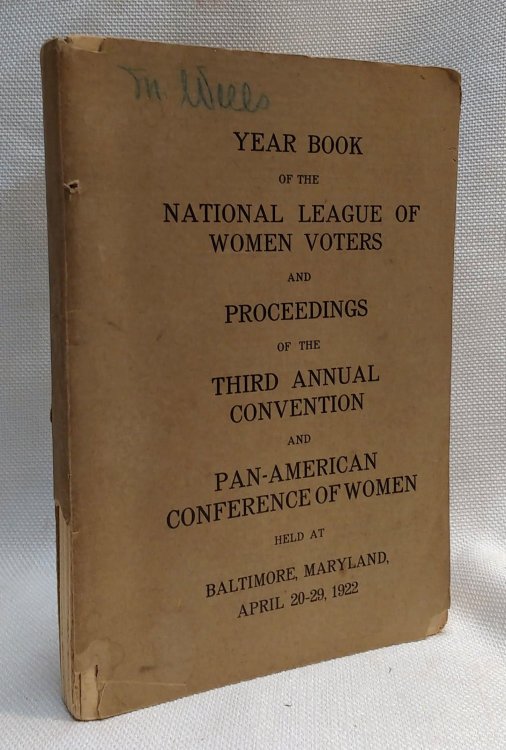 M. Wells
YEAR BOOK
OF THE
NATIONAL LEAGUE OF
WOMEN VOTERS
AND
PROCEEDINGS
OF THE
THIRD ANNUAL
CONVENTION
AND
PAN-AMERICAN
CONFERENCE OF WOMEN
HELD AT
BALTIMORE, MARYLAND,
APRIL 20-29, 1922